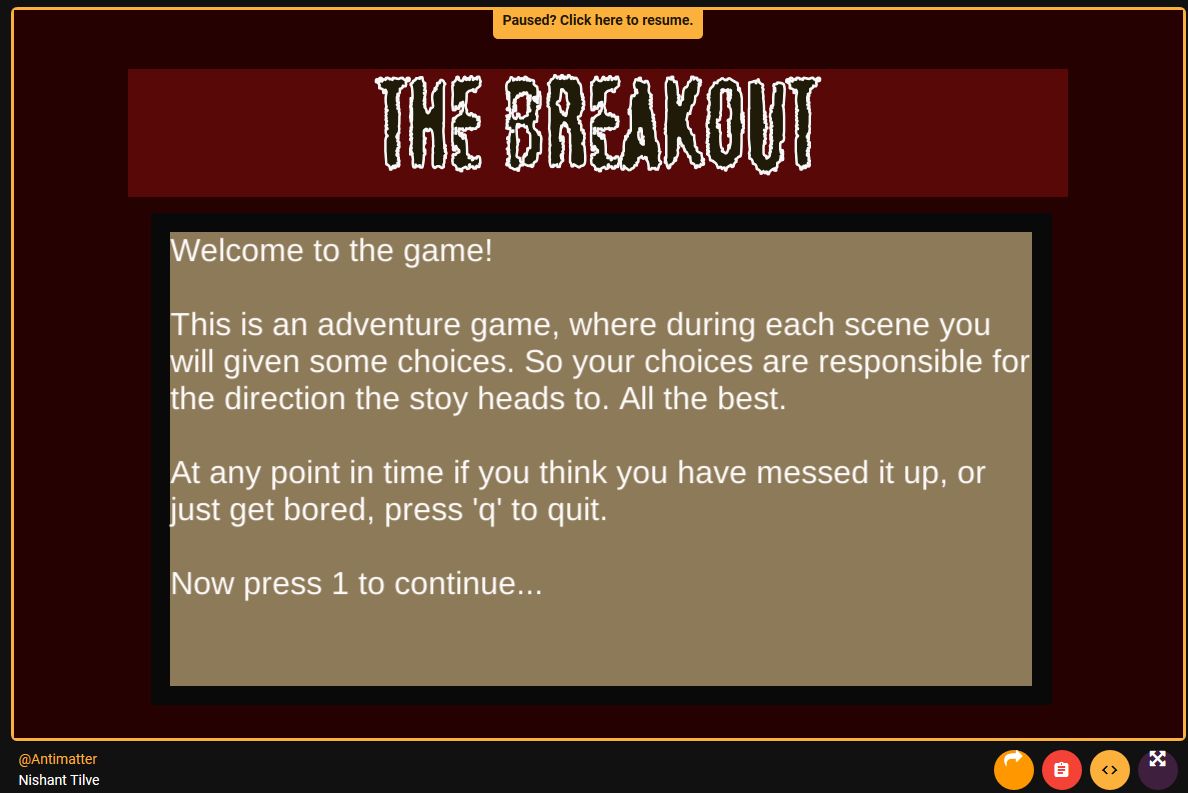 Paused? Click here to resume.
THE BREAKOUT
Welcome to the game!
This is an adventure game, where during each scene you
will given some choices. So your choices are responsible for
the direction the stoy heads to. All the best.
At any point in time if you think you have messed it up, or
just get bored, press 'q' to quit.
Now press 1 to continue...
@Antimatter
Nishant Tilve